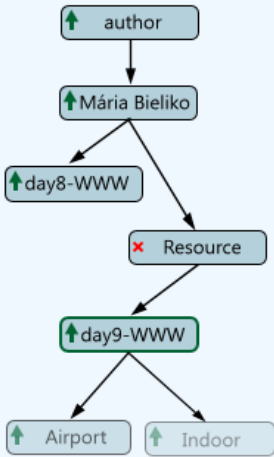 author
Mária Bieliko
day8-WWW
Resource
day9-WWW
Airport
Indoor